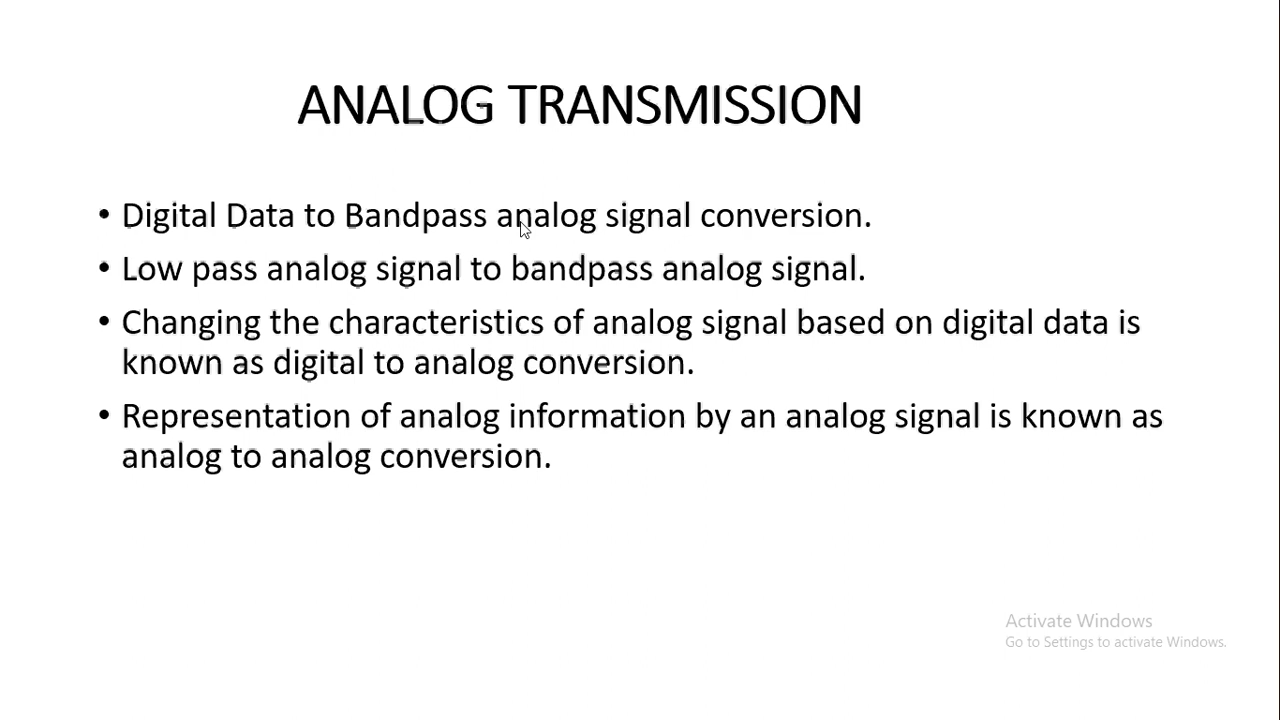 ANALOG TRANSMISSION
• Digital Data to Bandpass analog signal conversion.
• Low pass analog signal to bandpass analog signal.
• Changing the characteristics of analog signal based on digital data is
known as digital to analog conversion.
• Representation of analog information by an analog signal is known as
analog to analog conversion.
Activate Windows
Go to Settings to activate Windows.